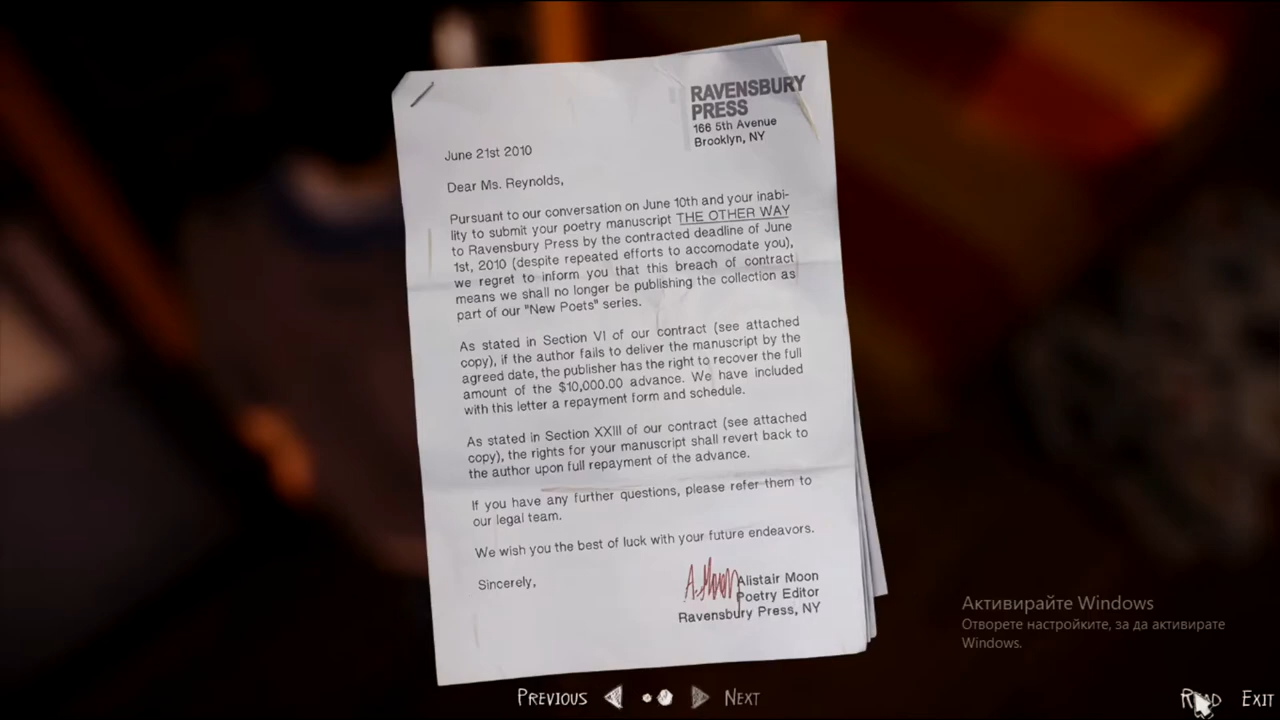 RAVENSBURY
PRESS
166 5th Avenue
Brooklyn, NY
June 21st 2010
Dear Ms. Reynolds,
Pursuant to our conversation on June 10th and your inabi-
lity to submit your poetry manuscript THE OTHER WAY
to Ravensbury Press by the contracted deadline of June
1st, 2010 (despite repeated efforts to accomodate you),
we regret to inform you that this breach of contract
means we shall no longer be publishing the collection as
part of our "New Poets" series.
As stated in Section VI of our contract (see attached
copy), if the author fails to deliver the manuscript by the
agreed date, the publisher has the right to recover the full
amount of the $10,000.00 advance. We have included
with this letter a repayment form and schedule.
As stated in Section XXIII of our contract (see attached
copy), the rights for your manuscript shall revert back to
the author upon full repayment of the advance.
If you have any further questions, please refer them to
our legal team.
We wish you the best of luck with your future endeavors.
Sincerely,
A. Moon
Alistair Moon
Poetry Editor
Ravensbury Press, NY
Активирайте Windows
Отворете настройките, за да активирате
Windows.
PREVIOUS NEXT
READ EXIT